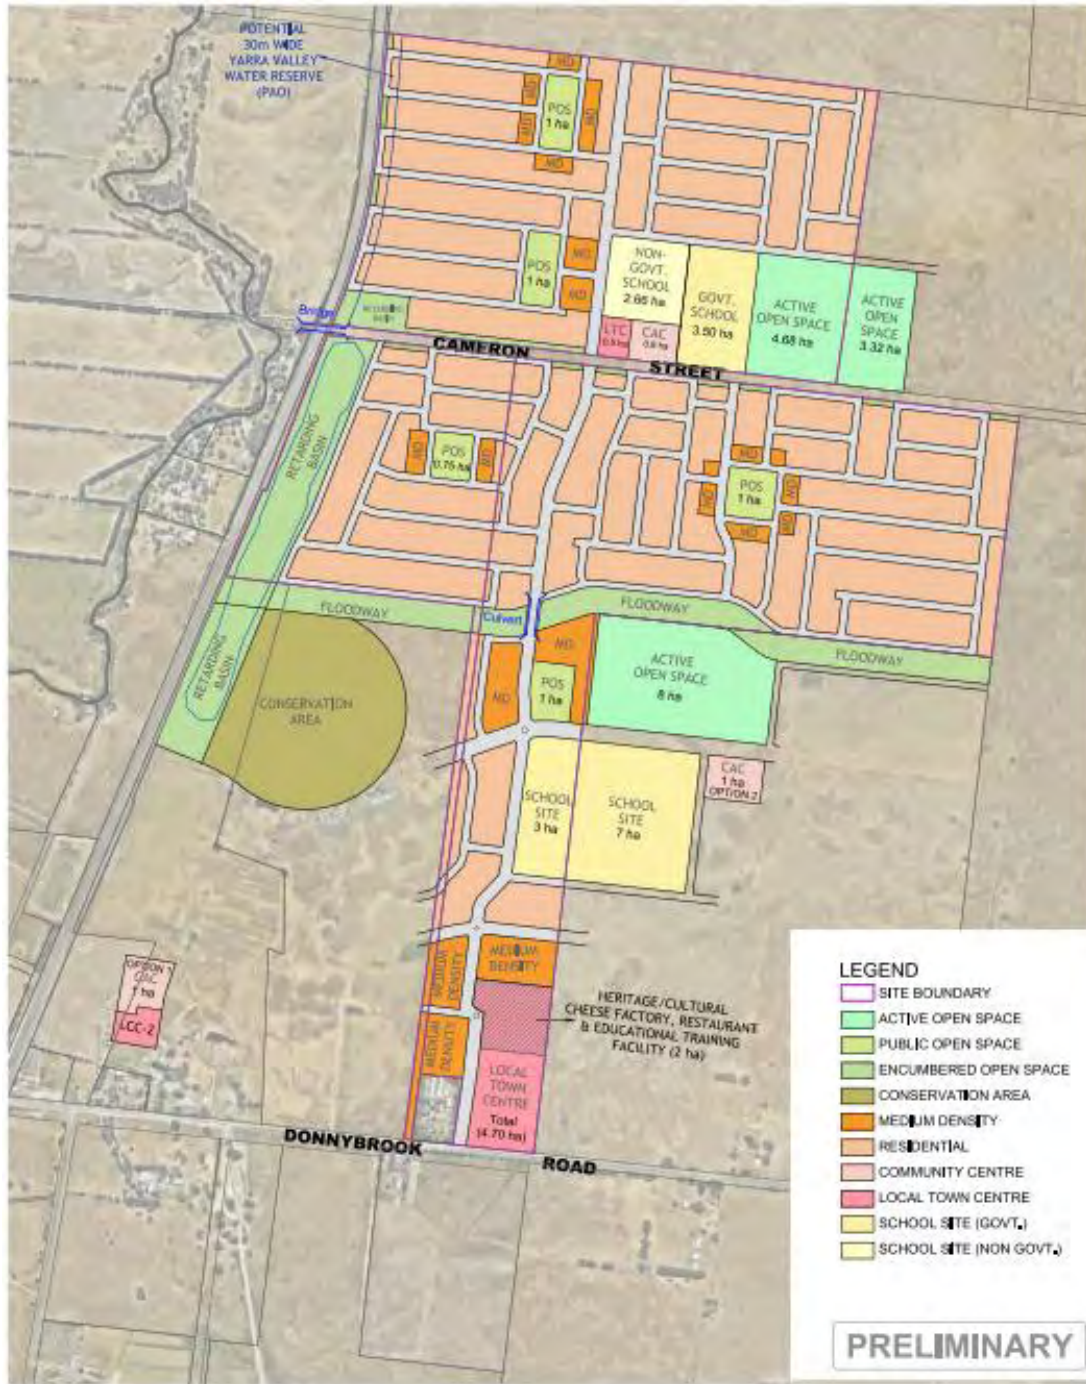 POTENTIAL
30m WIDE
YARRA VALLEY
WATER RESERVE
(PAO)
MD
MD
POS
1 ha
MD
MD
MD
POS
1 ha
MD
MD
NON-
GOVT.
SCHOOL
2.66 ha
GOVT.
SCHOOL
3.50 ha
ACTIVE
OPEN SPACE
4.68 ha
ACTIVE
OPEN
SPACE
3.32 ha
LTC
CAC
Bridge
CAMERON
STREET
RETARDING
BASIN
MD
POS
0.75 ha
MD
MD
POS
1 ha
MD
MD
MD
MD
FLOODWAY
Culvert
FLOODWAY
FLOODWAY
RETARDING
BASIN
CONSERVATION
AREA
MD
MD
POS
1 ha
ACTIVE
OPEN SPACE
8 ha
CAC
1 ha
OPTION 2
SCHOOL
SITE
3 ha
SCHOOL
SITE
7 ha
MEDIUM
DENSITY
MEDIUM
DENSITY
OPTION 1
CAC
1 ha
LCC-2
HERITAGE/CULTURAL
CHEESE FACTORY, RESTAURANT
& EDUCATIONAL TRAINING
FACILITY (2 ha)
MEDIUM
DENSITY
LOCAL
TOWN
CENTRE
Total
(4.70 ha)
DONNYBROOK
ROAD
LEGEND
SITE BOUNDARY
ACTIVE OPEN SPACE
PUBLIC OPEN SPACE
ENCUMBERED OPEN SPACE
CONSERVATION AREA
MEDIUM DENSITY
RESIDENTIAL
COMMUNITY CENTRE
LOCAL TOWN CENTRE
SCHOOL SITE (GOVT.)
SCHOOL SITE (NON GOVT.)
PRELIMINARY